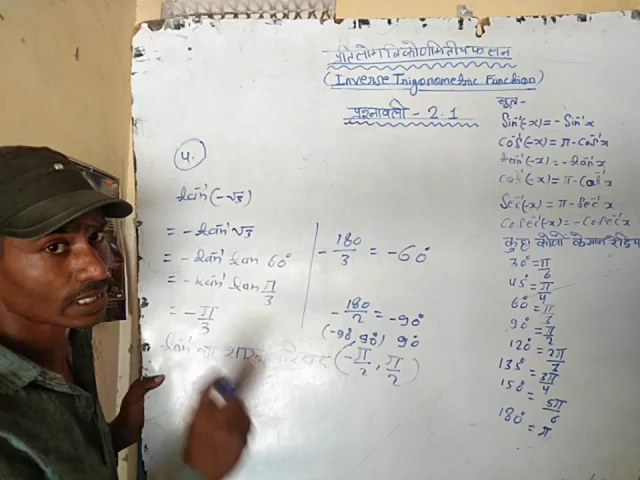 प्रतिलोम त्रिकोणमितीय फलन
(Inverse Trigonometric Function)
प्रश्नावली - 2.1
4.
tan⁻¹(-√3)
= - tan⁻¹ √3
= - tan⁻¹ tan 60°
= - tan⁻¹ tan π/3
= - π/3
tan⁻¹ का (-π/2, π/2)
- 180/3 = -60°
- 180/2 = -90°
(-90°, 90°) 90°
सूत्र -
Sin⁻¹(-x) = - Sin⁻¹x
Cos⁻¹(-x) = π - Cos⁻¹x
tan⁻¹(-x) = - tan⁻¹x
Cot⁻¹(-x) = π - Cot⁻¹x
Sec⁻¹(-x) = π - Sec⁻¹x
Cosec⁻¹(-x) = - Cosec⁻¹x
कुछ कोणों के मान रेडि
30° = π/6
45° = π/4
60° = π/3
90° = π/2
120° = 2π/3
135° = 3π/4
150° = 5π/6
180° = π